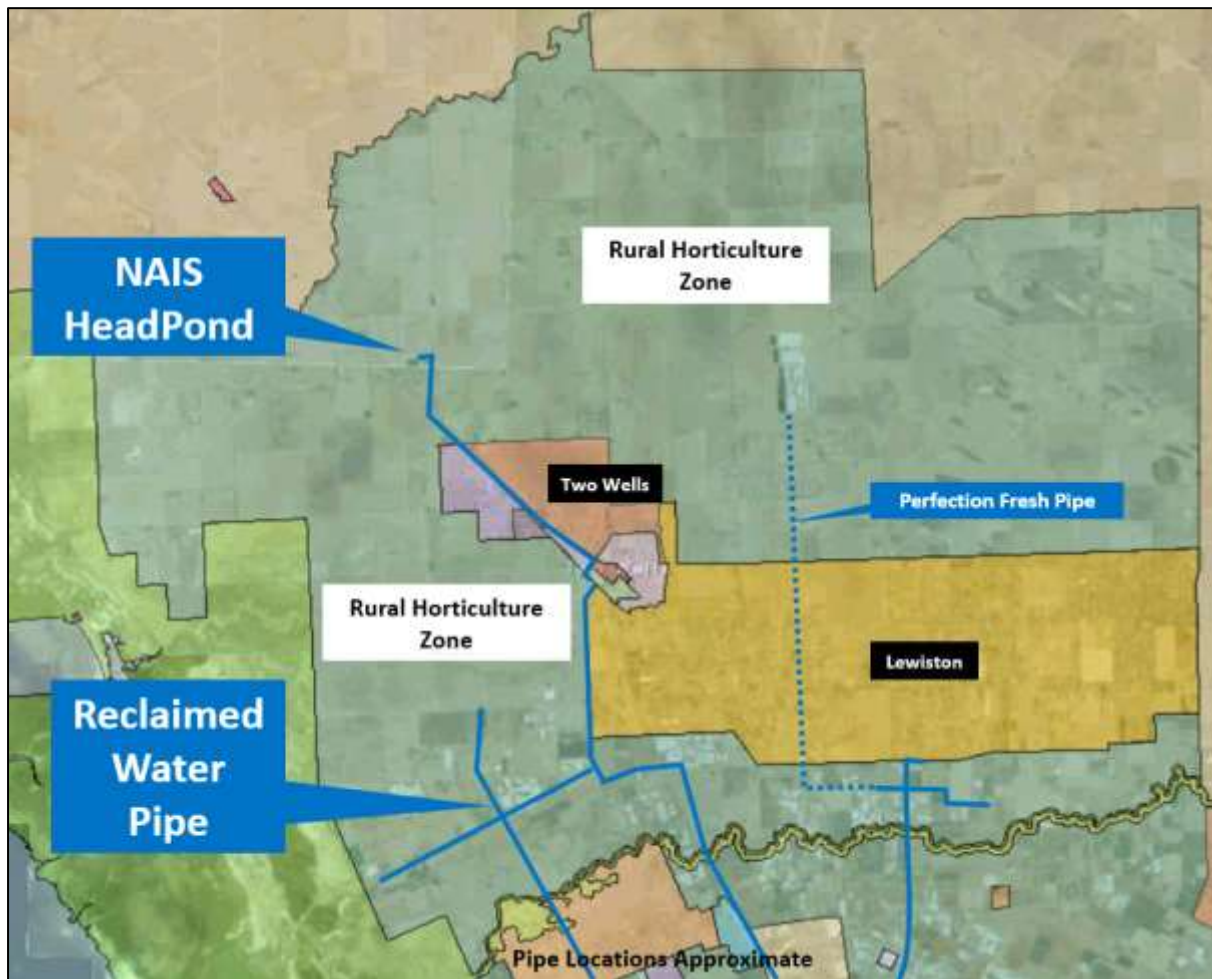 Rural Horticulture
Zone
NAIS
HeadPond
Two Wells
Perfection Fresh Pipe
Rural Horticulture
Zone
Lewiston
Reclaimed
Water
Pipe
Pipe Locations Approximate